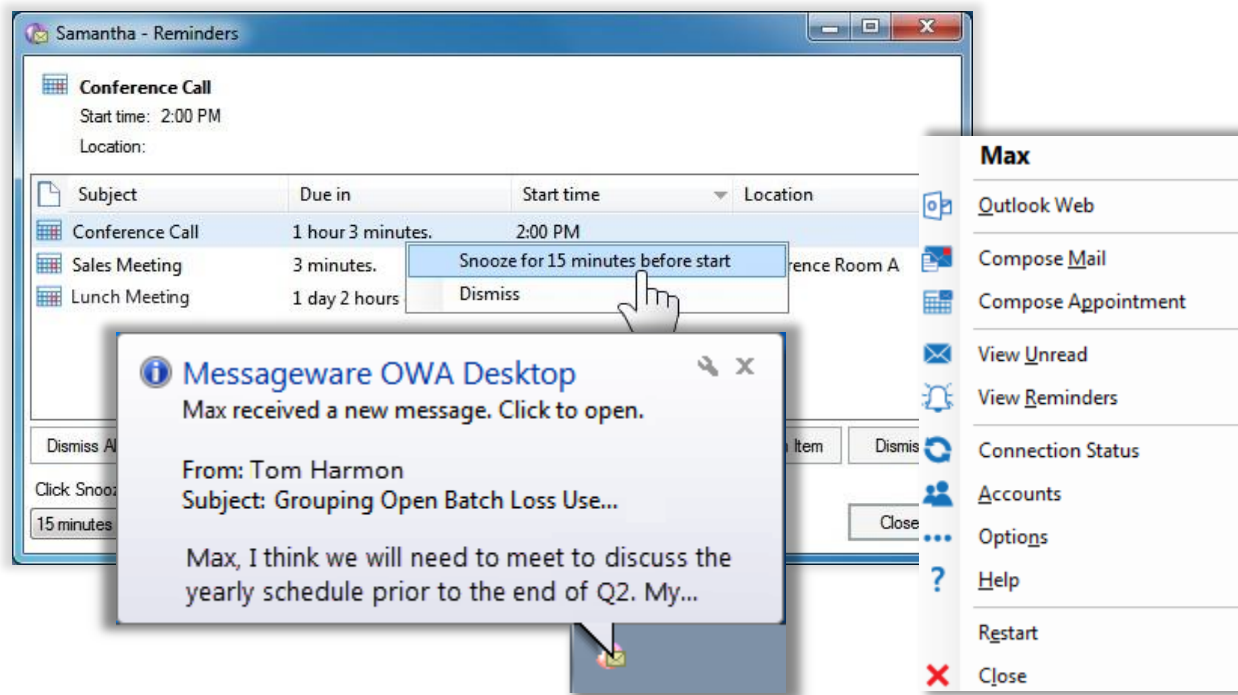 Samantha - Reminders
Conference Call
Start time: 2:00 PM
Location:
Subject Due in Start time Location
Conference Call 1 hour 3 minutes. 2:00 PM
Sales Meeting 3 minutes. rence Room A
Lunch Meeting 1 day 2 hours
Snooze for 15 minutes before start
Dismiss
Dismiss Al
Item
Dismis
Click Snooz
15 minutes
Close
Messageware OWA Desktop
Max received a new message. Click to open.
From: Tom Harmon
Subject: Grouping Open Batch Loss Use...
Max, I think we will need to meet to discuss the
yearly schedule prior to the end of Q2. My...
Max
Outlook Web
Compose Mail
Compose Appointment
View Unread
View Reminders
Connection Status
Accounts
Options
Help
Restart
Close